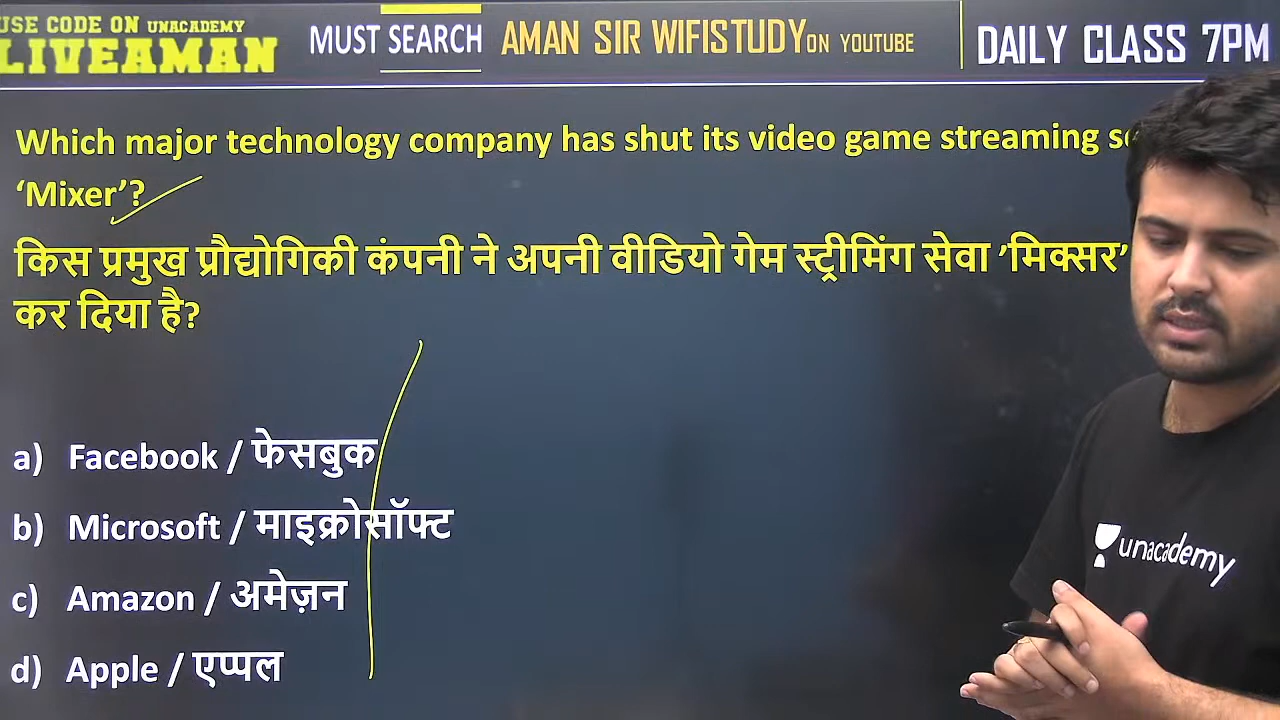 USE CODE ON UNACADEMY
LIVEAMAN
MUST SEARCH AMAN SIR WIFISTUDY ON YOUTUBE
DAILY CLASS 7PM
Which major technology company has shut its video game streaming
‘Mixer’?
किस प्रमुख प्रौद्योगिकी कंपनी ने अपनी वीडियो गेम स्ट्रीमिंग सेवा ’मिक्सर’
कर दिया है?
a) Facebook / फेसबुक
b) Microsoft / माइक्रोसॉफ्ट
c) Amazon / अमेज़न
d) Apple / एप्पल
unacademy